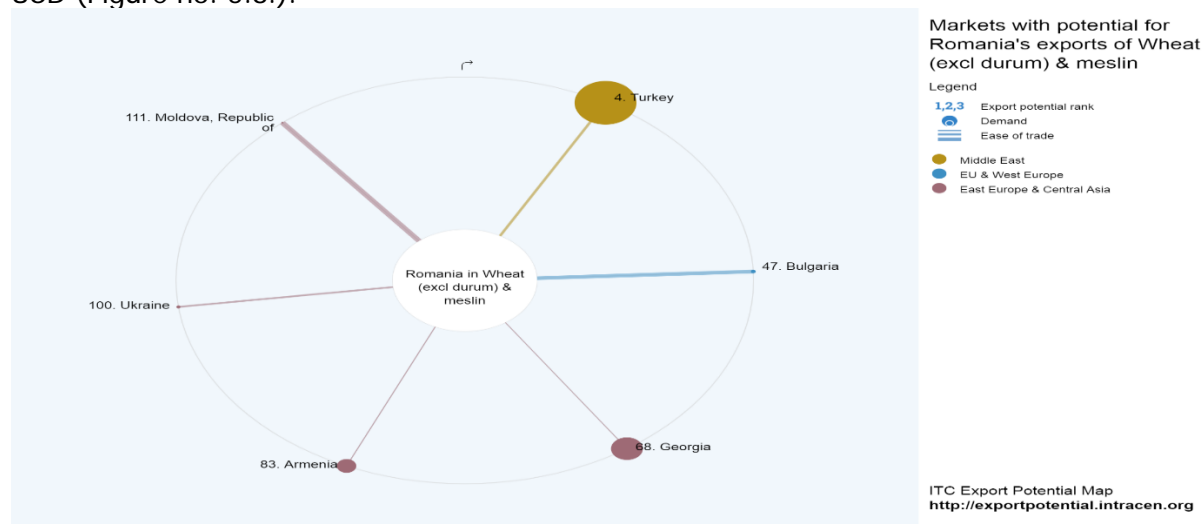 USD (Figure no. 
Markets with potential for
Romania's exports of Wheat
(excl durum) & meslin
Legend
1,2,3 Export potential rank
Demand
Ease of trade
Middle East
EU & West Europe
East Europe & Central Asia
4. Turkey
111. Moldova, Republic
of
47. Bulgaria
Romania in Wheat
(excl durum) &
meslin
100. Ukraine
68. Georgia
83. Armenia
ITC Export Potential Map
http://exportpotential.intracen.org